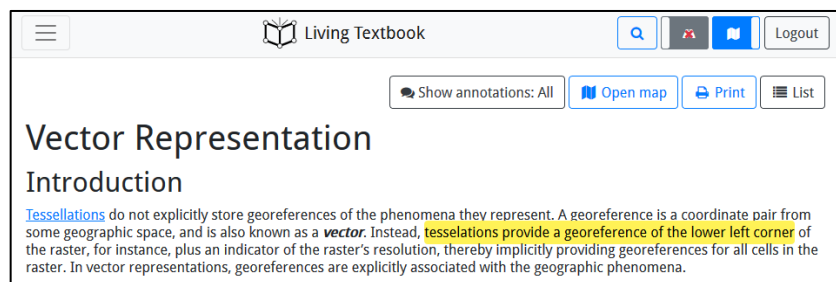 Living Textbook
Logout
Show annotations: All
Open map
Print
List
Vector Representation
Introduction
Tessellations do not explicitly store georeferences of the phenomena they represent. A georeference is a coordinate pair from
some geographic space, and is also known as a vector. Instead, tesselations provide a georeference of the lower left corner of
the raster, for instance, plus an indicator of the raster's resolution, thereby implicitly providing georeferences for all cells in the
raster. In vector representations, georeferences are explicitly associated with the geographic phenomena.